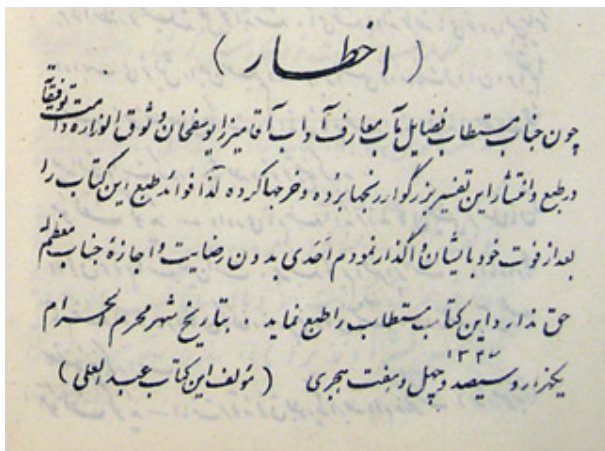 ( اخطار )
چون جناب مستطاب فضایل مآب معارف آداب آقا میرزا یوسفخان وثوق الوزاره دامت توفیقاته
در طبع و انتشار این تفسیر بزرگوار رنجها برده و خرجها کرده لذا فوائد طبع این کتاب را
بعد از فوت خود بایشان واگذار نمودم احدی بدون رضایت و اجازهٔ جناب معظم له
حق ندارد این کتاب مستطاب را طبع نماید . بتاریخ شهر محرم الحرام
۱۳۴۷
یکهزار و سیصد و چهل و هفت هجری ( مؤلف این کتاب عبد العلی )